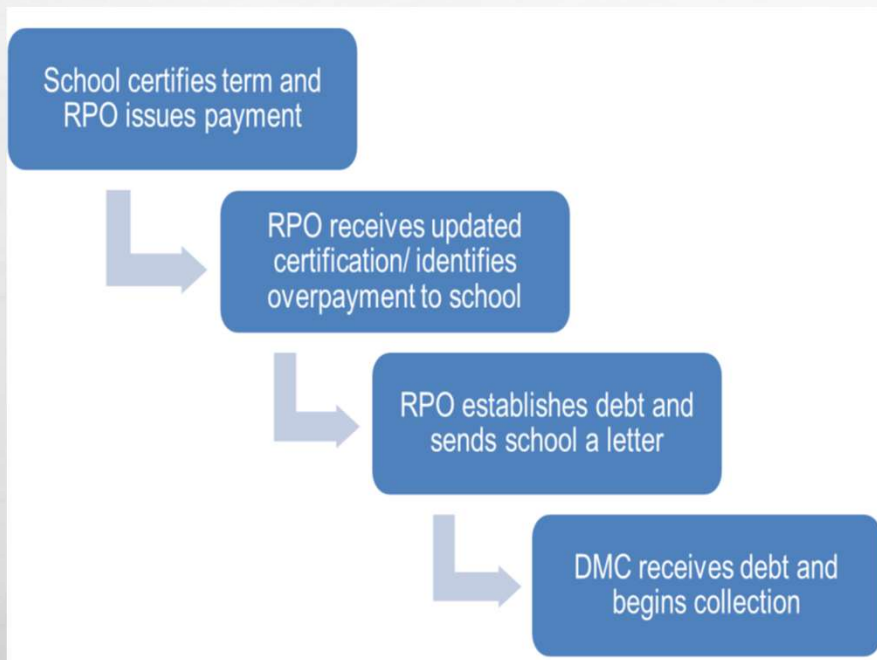 School certifies term and
RPO issues payment
RPO receives updated
certification/ identifies
overpayment to school
RPO establishes debt and
sends school a letter
DMC receives debt and
begins collection